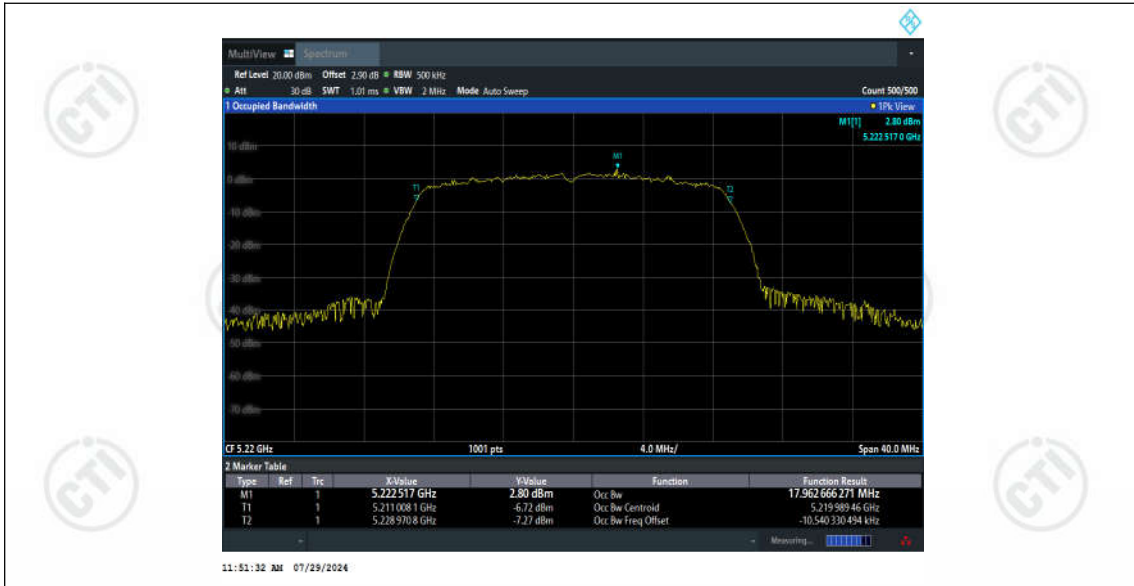 MultiView Spectrum
Ref Level 20.00 dBm Offset 2.90 dB RBW 500 kHz
Att 30 dB SWT 1.01 ms VBW 2 MHz Mode Auto Sweep Count 500/500
1 Occupied Bandwidth 1Pk View
M1[1] 2.80 dBm
5.222 517 0 GHz
10 dBm
M1
0 dBm
T1
T2
-10 dBm
-20 dBm
-30 dBm
-40 dBm
-50 dBm
-60 dBm
-70 dBm
CF 5.22 GHz 1001 pts 4.0 MHz/ Span 40.0 MHz
2 Marker Table
Type Ref Trc X-Value Y-Value Function Function Result
M1 1 5.222 517 GHz 2.80 dBm Occ Bw 17.962 666 271 MHz
T1 1 5.211 008 1 GHz -6.72 dBm Occ Bw Centroid 5.219 989 46 GHz
T2 1 5.228 970 8 GHz -7.27 dBm Occ Bw Freq Offset -10.540 330 494 kHz
Measuring...
11:51:32 AM 07/29/2024
CTI
CTI
CTI
CTI